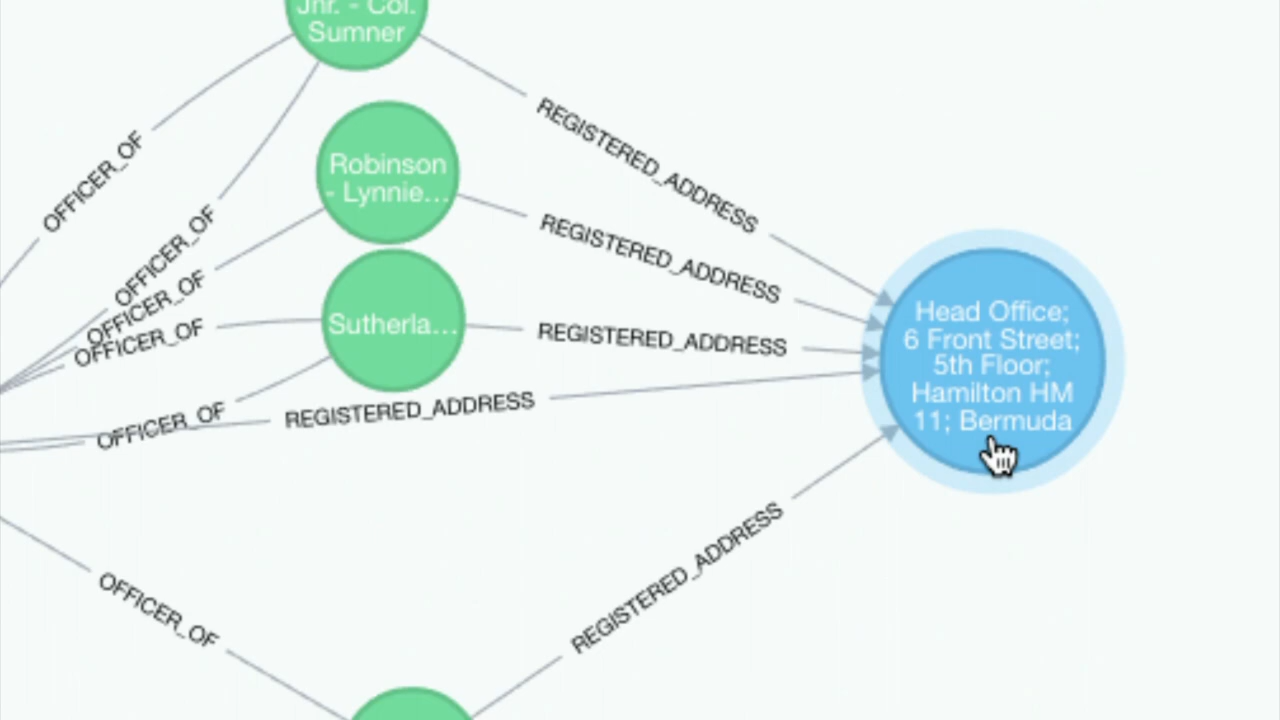 Jnr. - Col.
Sumner
REGISTERED_ADDRESS
OFFICER_OF
Robinson
- Lynnie...
REGISTERED_ADDRESS
OFFICER_OF
OFFICER_OF
OFFICER_OF
Sutherla...
REGISTERED_ADDRESS
Head Office;
6 Front Street;
5th Floor;
Hamilton HM
11; Bermuda
OFFICER_OF
REGISTERED_ADDRESS
OFFICER_OF
REGISTERED_ADDRESS